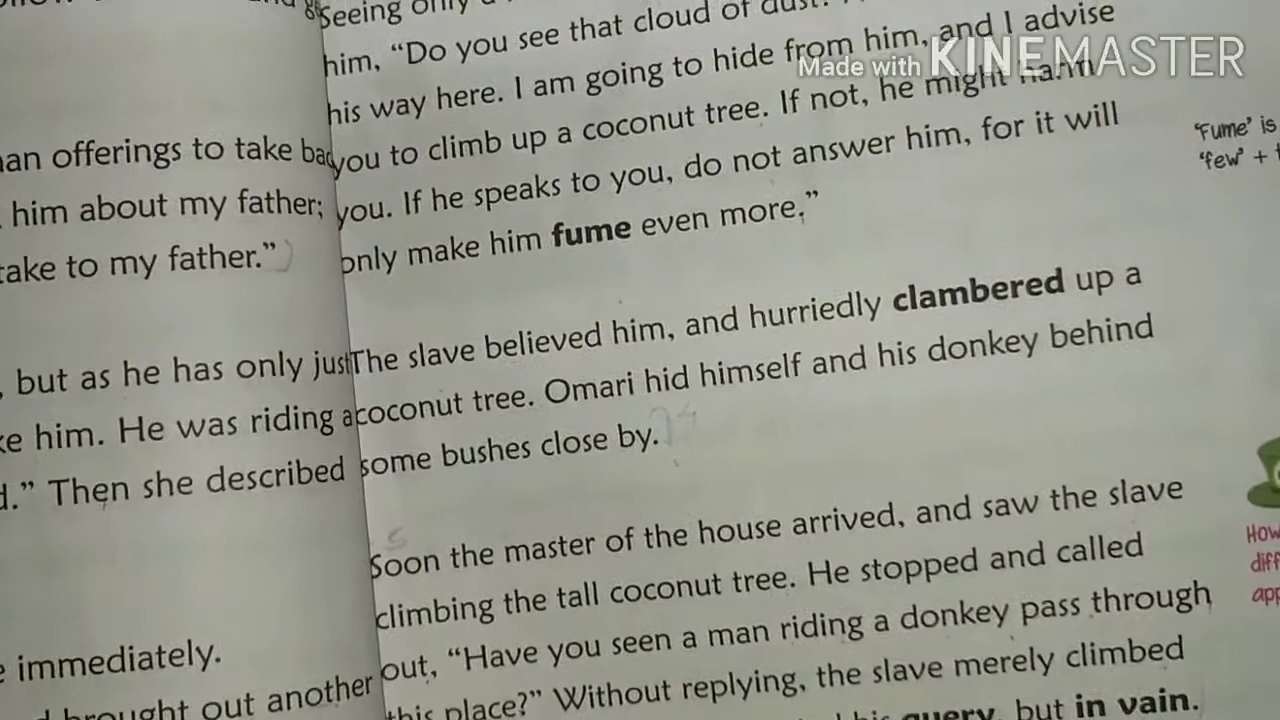 an offerings to take bac
him about my father;
take to my father.”
, but as he has only just
ke him. He was riding a
d.” Then she described
immediately.
brought out another
Seeing only
him, “Do you see that cloud of dust?
his way here. I am going to hide from him, and I advise
you to climb up a coconut tree. If not, he might harm
you. If he speaks to you, do not answer him, for it will
only make him fume even more.”
The slave believed him, and hurriedly clambered up a
coconut tree. Omari hid himself and his donkey behind
some bushes close by.
Soon the master of the house arrived, and saw the slave
climbing the tall coconut tree. He stopped and called
out, “Have you seen a man riding a donkey pass through
this place?” Without replying, the slave merely climbed
his query, but in vain.
‘Fume’ is
‘few’ +
How
diff
app
Made with KINEMASTER